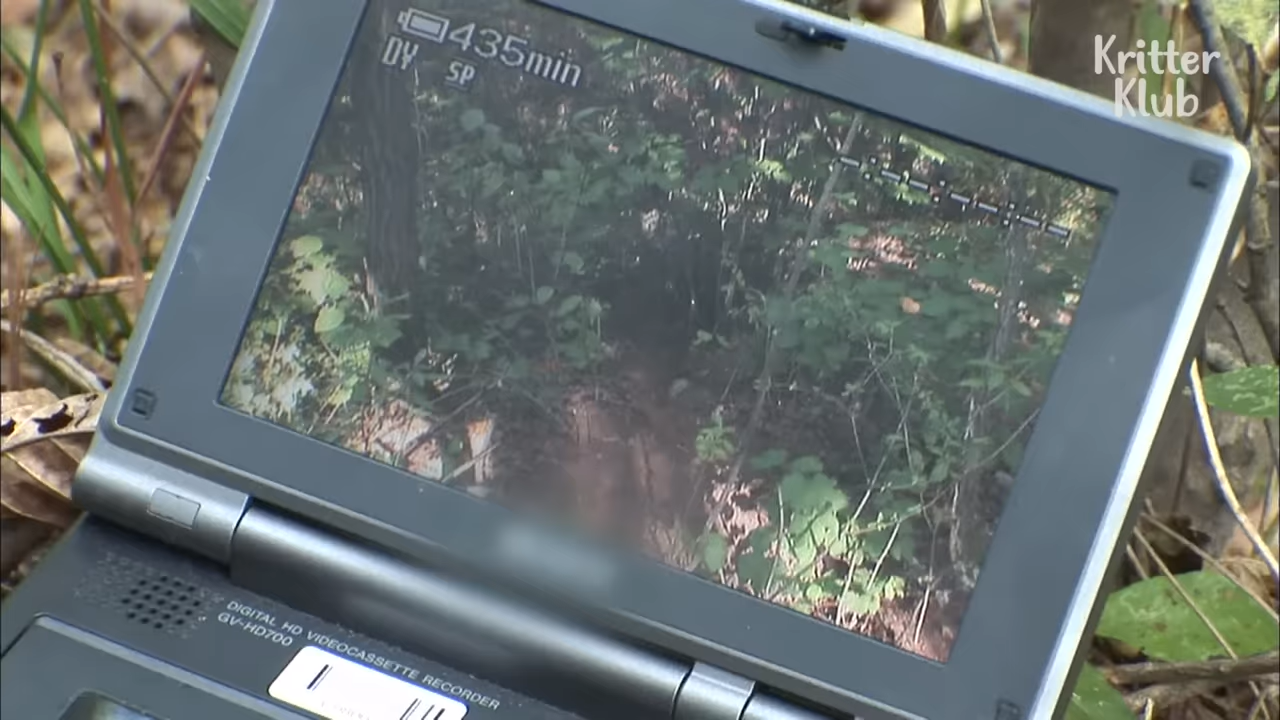 435min
DV SP
Kritter
Klub
DIGITAL HD VIDEOCASSETTE RECORDER
GV-HD700